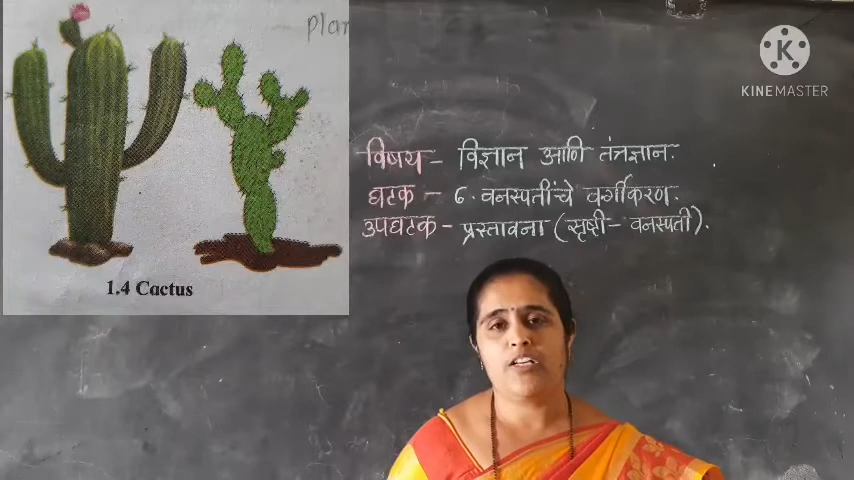 plan
KINEMASTER
विषय - विज्ञान आणि तंत्रज्ञान.
घटक - ६. वनस्पतींचे वर्गीकरण.
उपघटक - प्रस्तावना (सृष्टी - वनस्पती).
1.4 Cactus